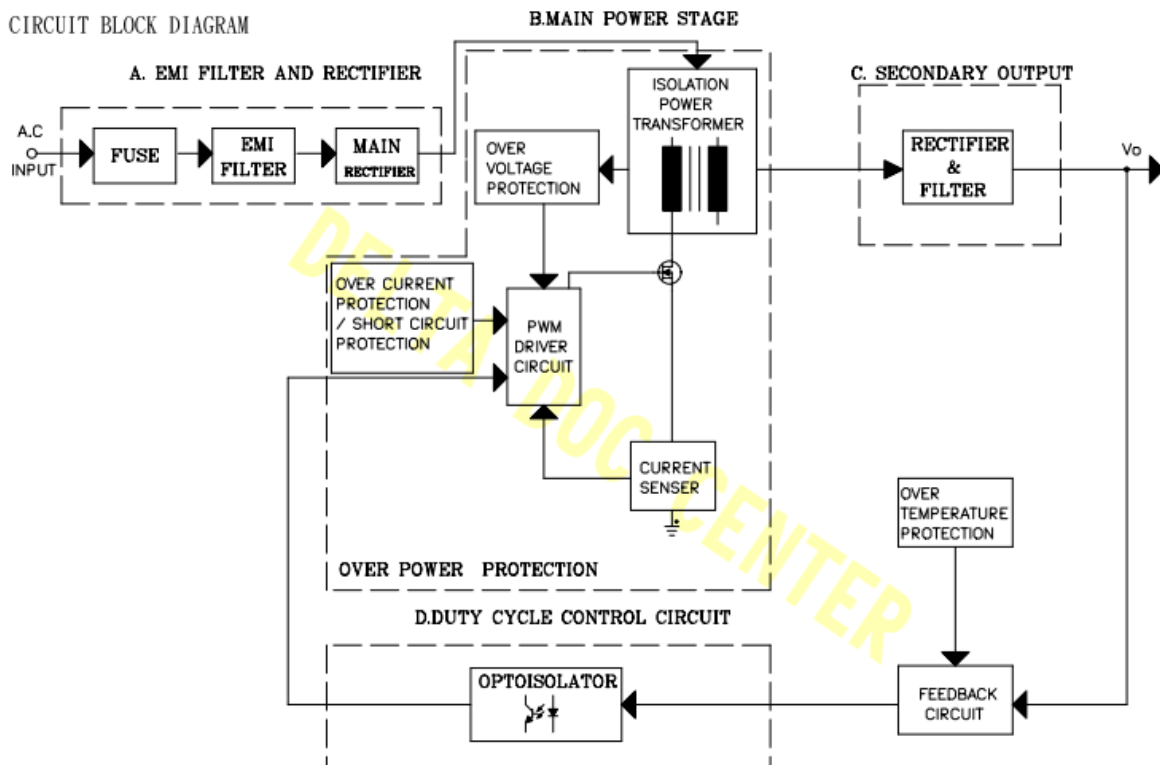 CIRCUIT BLOCK DIAGRAM
B.MAIN POWER STAGE
A. EMI FILTER AND RECTIFIER
C. SECONDARY OUTPUT
A.C
INPUT
FUSE
EMI
FILTER
MAIN
RECTIFIER
OVER
VOLTAGE
PROTECTION
ISOLATION
POWER
TRANSFORMER
RECTIFIER
&
FILTER
Vo
OVER CURRENT
PROTECTION
/ SHORT CIRCUIT
PROTECTION
PWM
DRIVER
CIRCUIT
CURRENT
SENSER
OVER
TEMPERATURE
PROTECTION
OVER POWER PROTECTION
D.DUTY CYCLE CONTROL CIRCUIT
OPTOISOLATOR
FEEDBACK
CIRCUIT
DELTA DOC CENTER